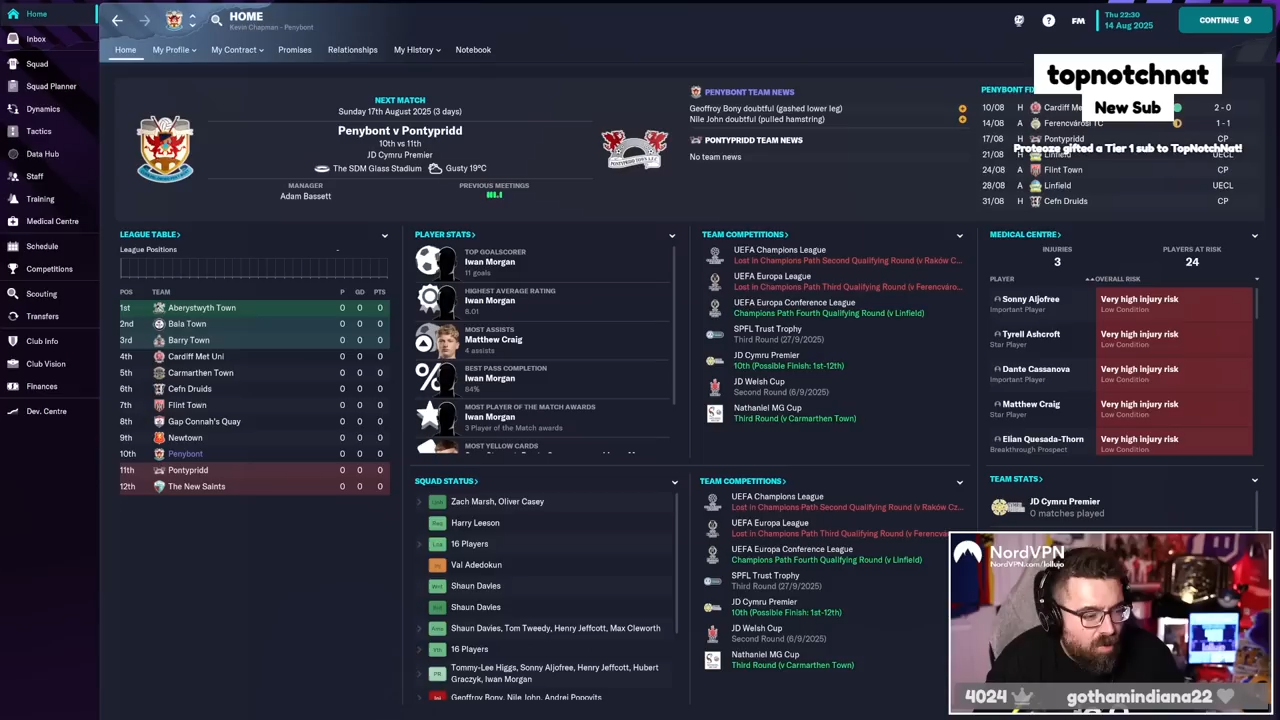 Home
Inbox
Squad
Squad Planner
Dynamics
Tactics
Data Hub
Staff
Training
Medical Centre
Schedule
Competitions
Scouting
Transfers
Club Info
Club Vision
Finances
Dev. Centre
HOME
Kevin Chapman - Penybont
FM
Thu 22:30
14 Aug 2025
CONTINUE
Home
My Profile
My Contract
Promises
Relationships
My History
Notebook
NEXT MATCH
Sunday 17th August 2025 (3 days)
Penybont v Pontypridd
10th vs 11th
JD Cymru Premier
The SDM Glass Stadium
Gusty 19°C
MANAGER
Adam Bassett
PREVIOUS MEETINGS
PENYBONT TEAM NEWS
Geoffroy Bony doubtful (gashed lower leg)
Nile John doubtful (pulled hamstring)
PONTYPRIDD TEAM NEWS
No team news
PENYBONT FI
10/08 H Cardiff Me 2 - 0
14/08 A Ferencvárosi TC 1 - 1
17/08 H Pontypridd CP
21/08 H Linfield UECL
24/08 A Flint Town CP
28/08 A Linfield UECL
31/08 H Cefn Druids CP
topnotchnat
New Sub
Proteoze gifted a Tier 1 sub to TopNotchNat!
LEAGUE TABLE
League Positions
-
POS TEAM P GD PTS
1st Aberystwyth Town 0 0 0
2nd Bala Town 0 0 0
3rd Barry Town 0 0 0
4th Cardiff Met Uni 0 0 0
5th Carmarthen Town 0 0 0
6th Cefn Druids 0 0 0
7th Flint Town 0 0 0
8th Gap Connah's Quay 0 0 0
9th Newtown 0 0 0
10th Penybont 0 0 0
11th Pontypridd 0 0 0
12th The New Saints 0 0 0
PLAYER STATS
TOP GOALSCORER
Iwan Morgan
11 goals
HIGHEST AVERAGE RATING
Iwan Morgan
8.01
MOST ASSISTS
Matthew Craig
4 assists
BEST PASS COMPLETION
Iwan Morgan
84%
MOST PLAYER OF THE MATCH AWARDS
Iwan Morgan
3 Player of the Match awards
MOST YELLOW CARDS
SQUAD STATUS
Zach Marsh, Oliver Casey
Harry Leeson
16 Players
Val Adedokun
Shaun Davies
Shaun Davies
Shaun Davies, Tom Tweedy, Henry Jeffcott, Max Cleworth
16 Players
PR
Tommy-Lee Higgs, Sonny Aljofree, Henry Jeffcott, Hubert
Graczyk, Iwan Morgan
Inj
Geoffroy Bony, Nile John, Andrei Popovits
TEAM COMPETITIONS
UEFA Champions League
Lost in Champions Path Second Qualifying Round (v Raków Cz...
UEFA Europa League
Lost in Champions Path Third Qualifying Round (v Ferencváro...
UEFA Europa Conference League
Champions Path Fourth Qualifying Round (v Linfield)
SPFL Trust Trophy
Third Round (27/9/2025)
JD Cymru Premier
10th (Possible Finish: 1st-12th)
JD Welsh Cup
Second Round (6/9/2025)
Nathaniel MG Cup
Third Round (v Carmarthen Town)
TEAM COMPETITIONS
UEFA Champions League
Lost in Champions Path Second Qualifying Round (v Raków Cz...
UEFA Europa League
Lost in Champions Path Third Qualifying Round (v Ferencva
UEFA Europa Conference League
Champions Path Fourth Qualifying Round (v Linfield)
SPFL Trust Trophy
Third Round (27/9/2025)
JD Cymru Premier
10th (Possible Finish: 1st-12th)
JD Welsh Cup
Second Round (6/9/2025)
Nathaniel MG Cup
Third Round (v Carmarthen Town)
MEDICAL CENTRE
INJURIES
3
PLAYERS AT RISK
24
PLAYER OVERALL RISK
Sonny Aljofree Very high injury risk
Important Player Low Condition
Tyrell Ashcroft Very high injury risk
Star Player Low Condition
Dante Cassanova Very high injury risk
Important Player Low Condition
Matthew Craig Very high injury risk
Star Player Low Condition
Elian Quesada-Thorn Very high injury risk
Breakthrough Prospect Low Condition
TEAM STATS
JD Cymru Premier
0 matches played
NordVPN
NordVPN.com/lollujo
4024
gothamindiana22